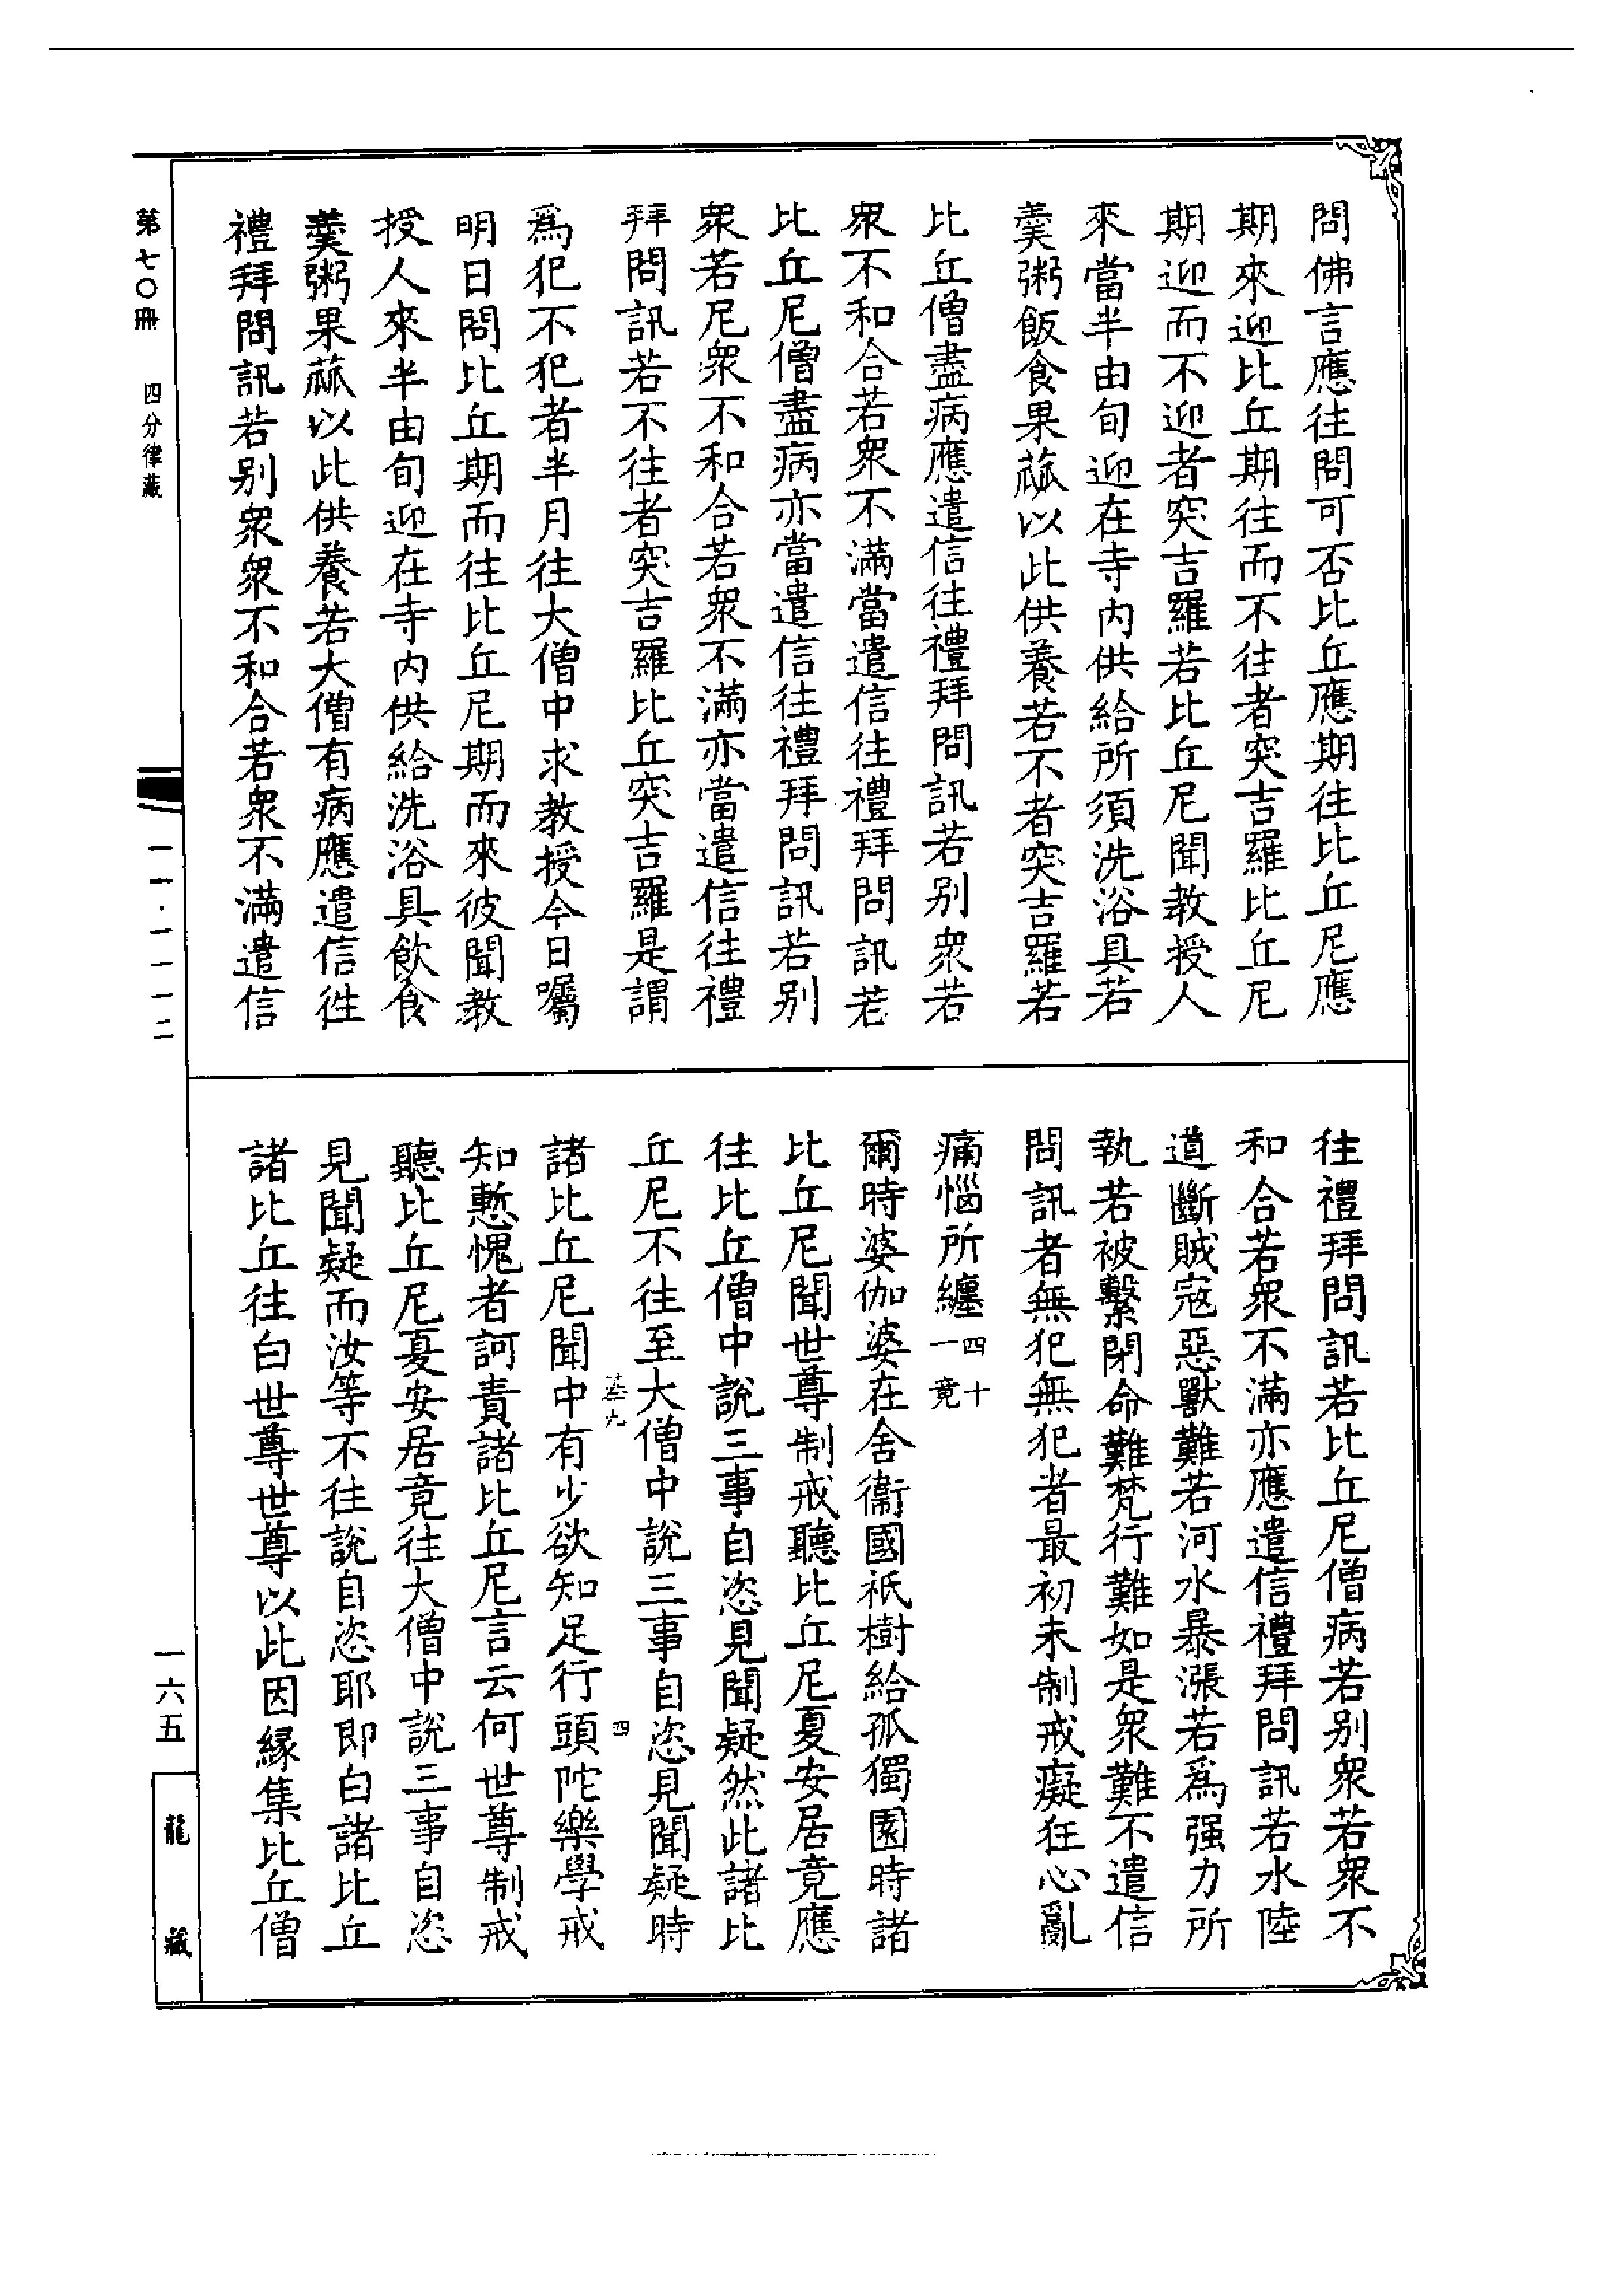 問佛言應往問可否比丘應期往比丘尼應
期來迎比丘期往而不往者突吉羅比丘尼
期迎而不迎者突吉羅若比丘尼聞教授人
來當半由旬迎在寺內供給所須洗浴具若
羹粥飯食果蓏以此供養若不者突吉羅若
比丘僧盡病應遣信往禮拜問訊若別衆若
衆不和合若衆不滿當遣信往禮拜問訊若
比丘尼僧盡病亦當遣信往禮拜問訊若別
衆若尼衆不和合若衆不滿亦當遣信往禮
拜問訊若不往者突吉羅比丘突吉羅是謂
爲犯不犯者半月往大僧中求教授今日囑
明日問比丘期而往比丘尼期而來彼聞教
授人來半由旬迎在寺內供給洗浴具飲食
羹粥果蓏以此供養若大僧有病應遣信往
禮拜問訊若別衆衆不和合若衆不滿遣信
往禮拜問訊若比丘尼僧病若別衆若衆不
和合若衆不滿亦應遣信禮拜問訊若水陸
道斷賊寇惡獸難若河水暴漲若爲强力所
執若被繫閉命難梵行難如是衆難不遣信
問訊者無犯無犯者最初未制戒癡狂心亂
痛惱所纏四十一竟
爾時婆伽婆在舍衞國祇樹給孤獨園時諸
比丘尼聞世尊制戒聽比丘尼夏安居竟應
往比丘僧中說三事自恣見聞疑然此諸比
丘尼不往至大僧中說三事自恣見聞疑時
諸比丘尼聞中有少欲知足行頭陀樂學戒
知慙愧者訶責諸比丘尼言云何世尊制戒
聽比丘尼夏安居竟往大僧中說三事自恣
見聞疑而汝等不往說自恣耶即白諸比丘
諸比丘往白世尊世尊以此因緣集比丘僧
四
第七〇冊 四分律藏
一一·一一一二
一六五
龍藏